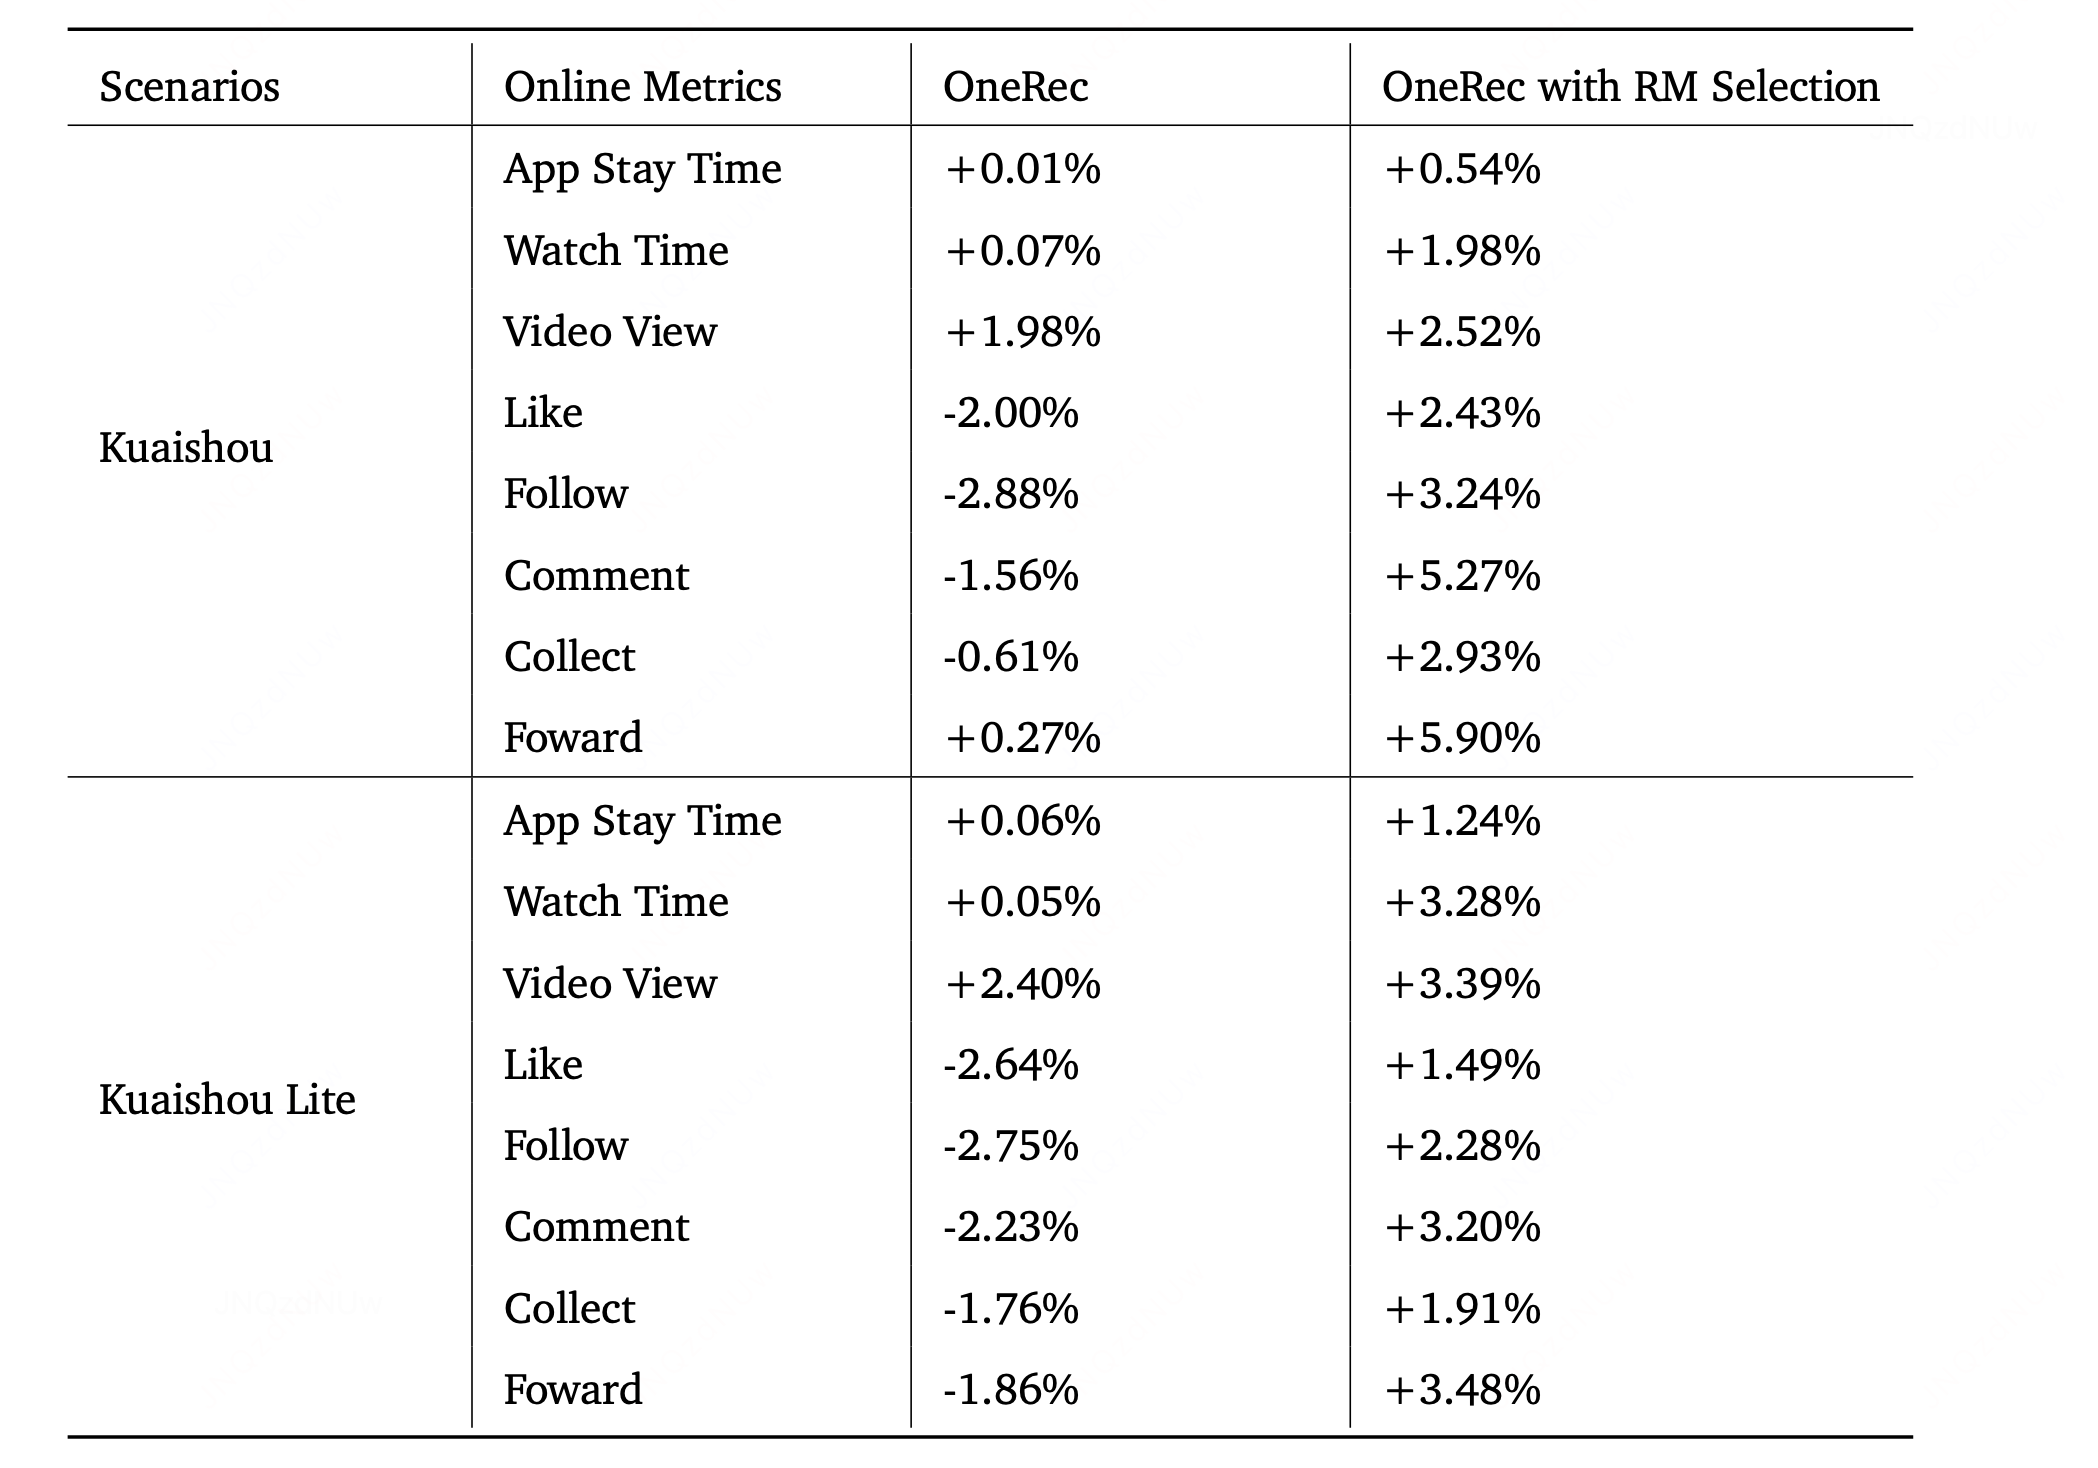 Scenarios Online Metrics OneRec OneRec with RM Selection
App Stay Time +0.01% +0.54%
Watch Time +0.07% +1.98%
Video View +1.98% +2.52%
Like -2.00% +2.43%
Kuaishou
Follow -2.88% +3.24%
Comment -1.56% +5.27%
Collect -0.61% +2.93%
Foward +0.27% +5.90%
App Stay Time +0.06% +1.24%
Watch Time +0.05% +3.28%
Video View +2.40% +3.39%
Like -2.64% +1.49%
Kuaishou Lite
Follow -2.75% +2.28%
Comment -2.23% +3.20%
Collect -1.76% +1.91%
Foward -1.86% +3.48%